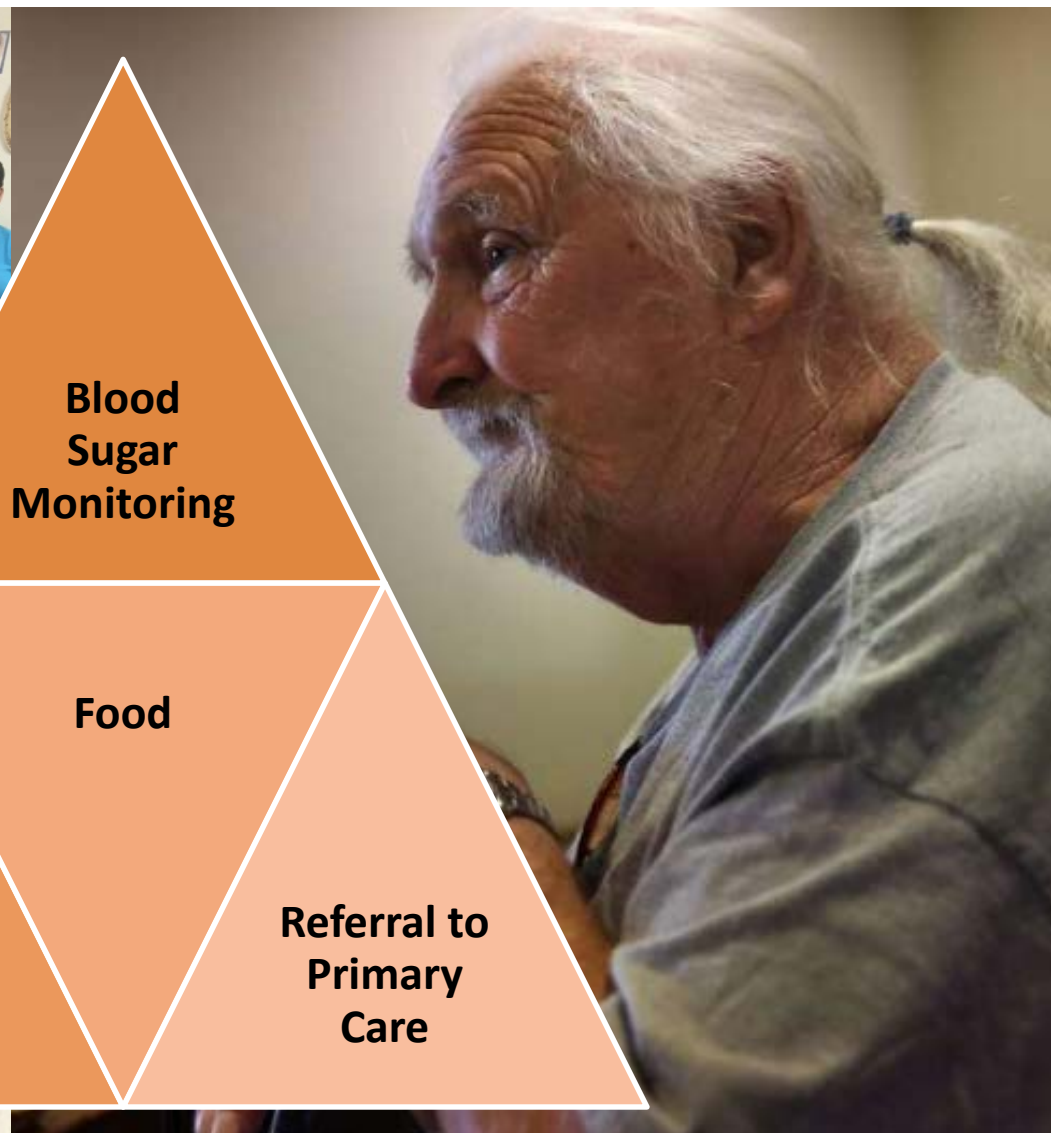 Blood
Sugar
Monitoring
Food
Referral to
Primary
Care